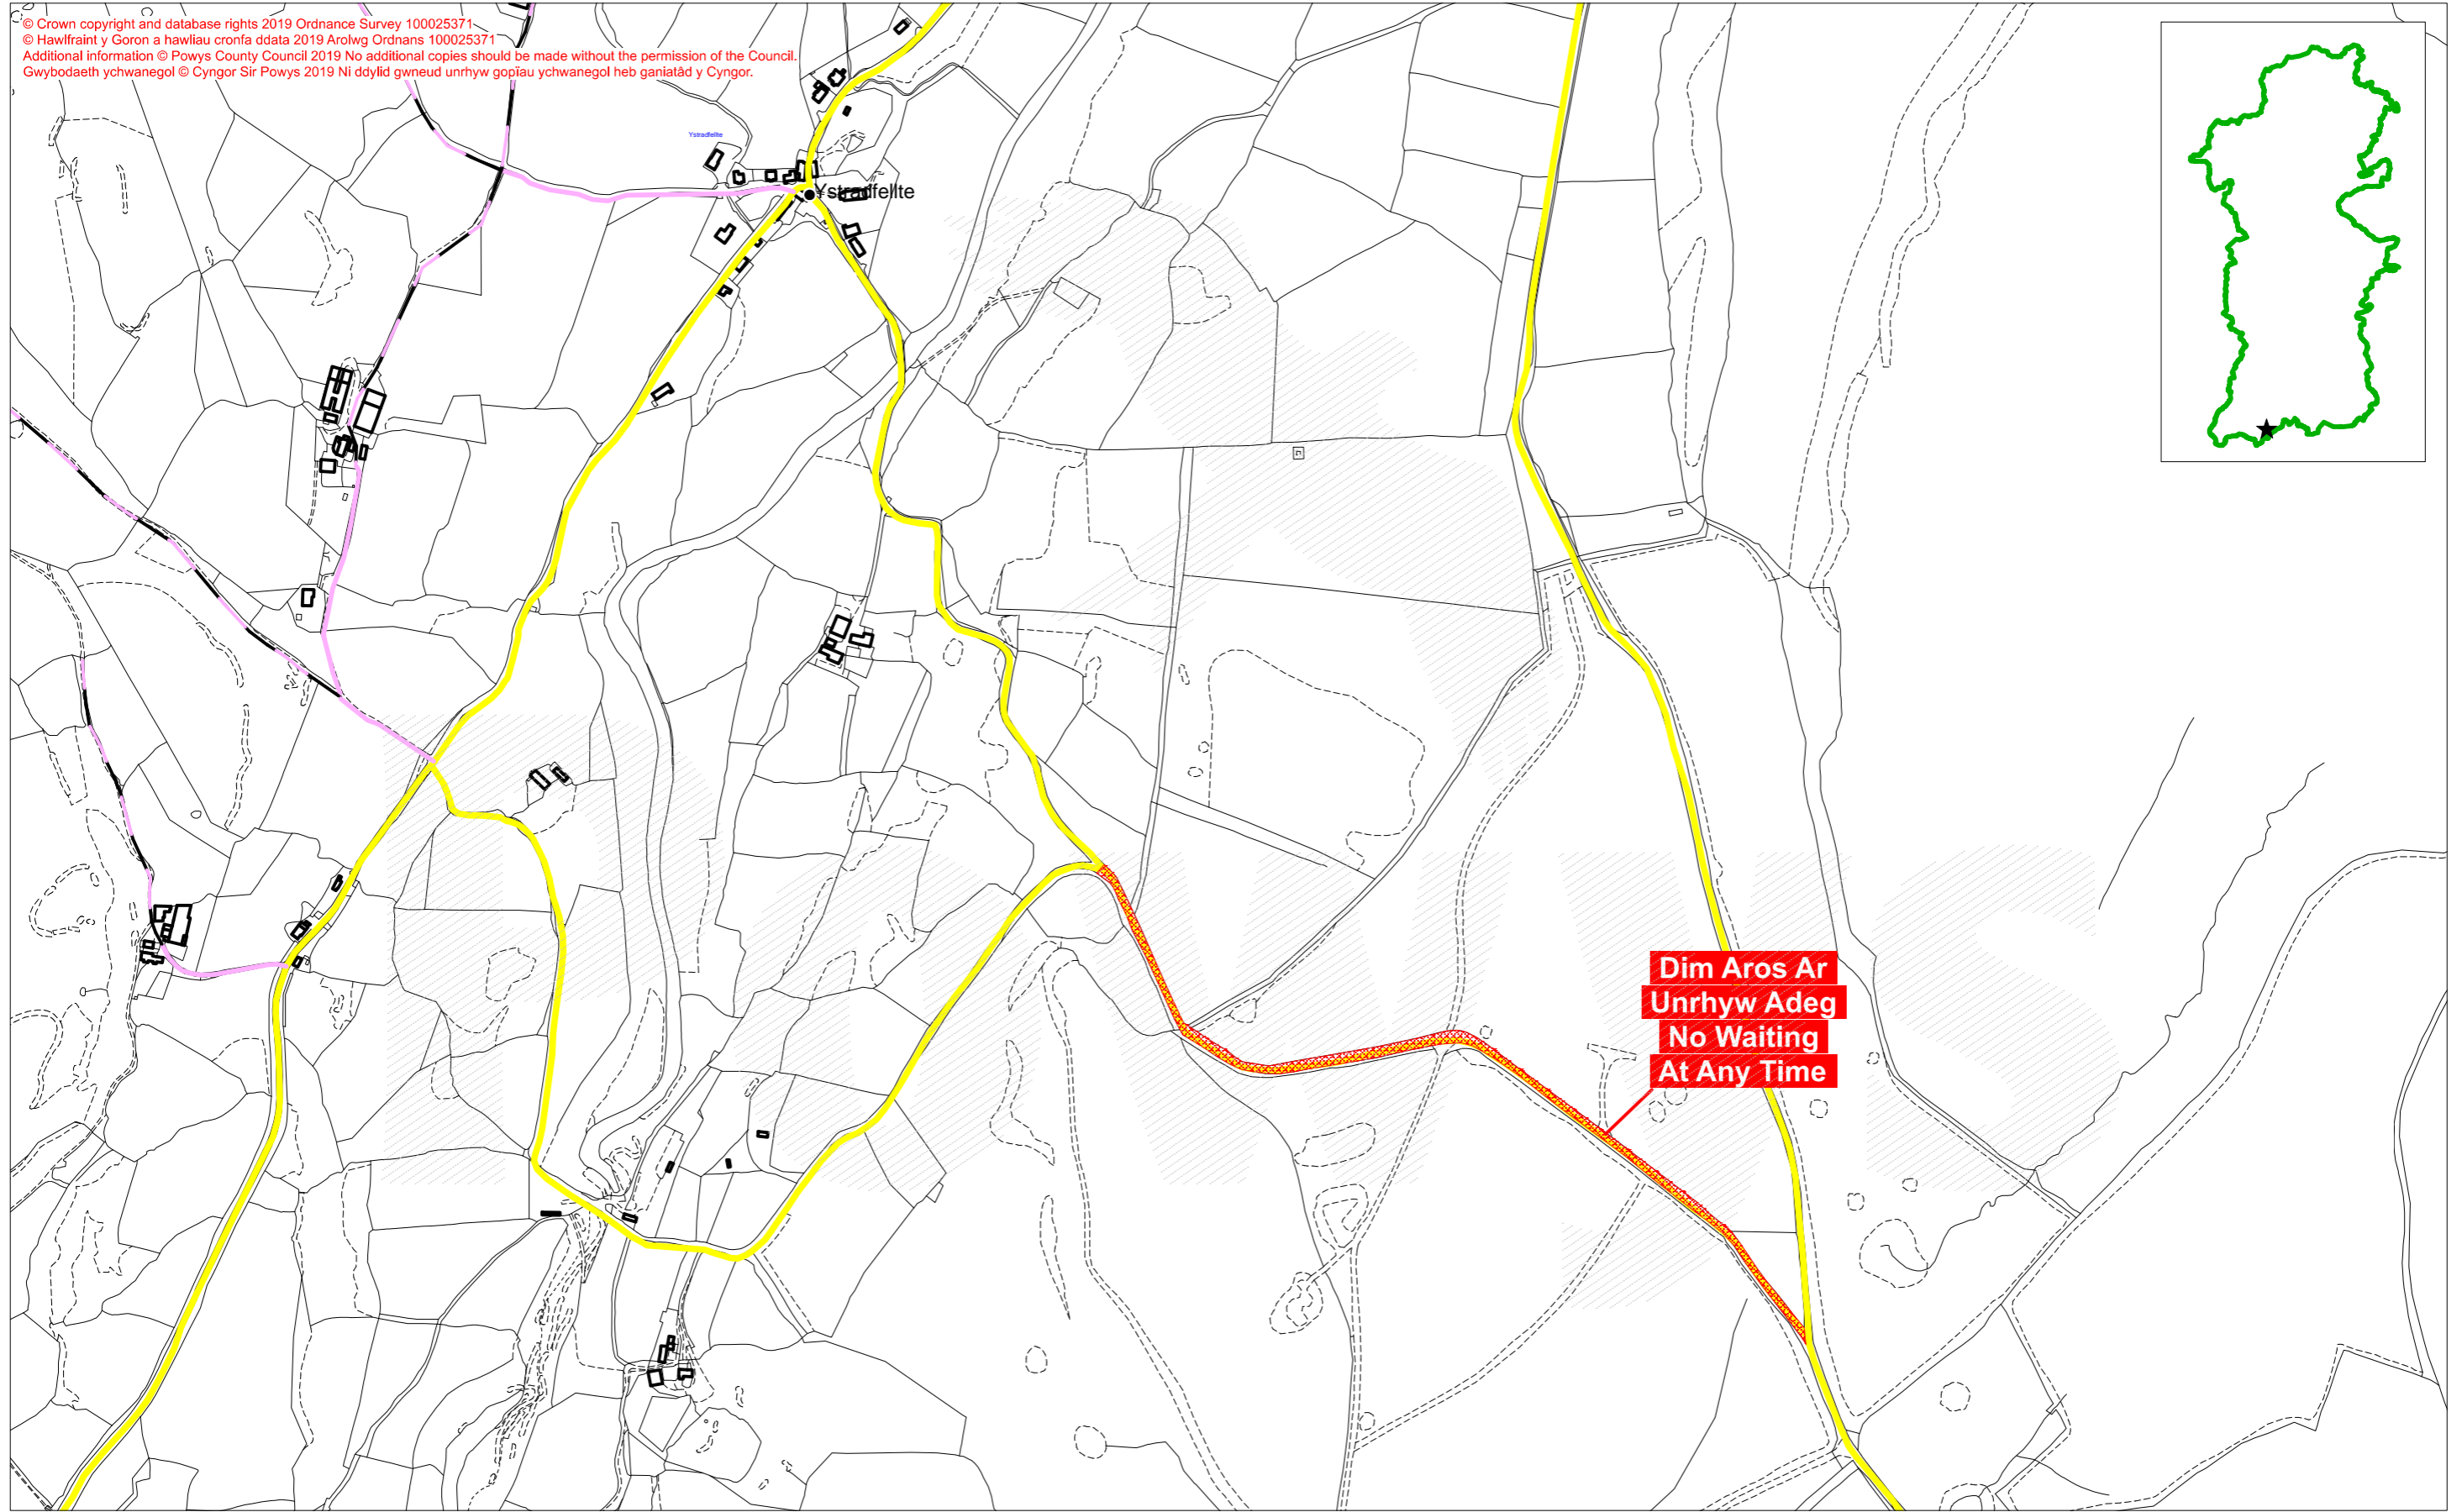 © Crown copyright and database rights 2019 Ordnance Survey 100025371
© Hawlfraint y Goron a hawliau cronfa ddata 2019 Arolwg Ordnans 100025371
Additional information © Powys County Council 2019 No additional copies should be made without the permission of the Council.
Gwybodaeth ychwanegol © Cyngor Sir Powys 2019 Ni ddylid gwneud unrhyw gopïau ychwanegol heb ganiatâd y Cyngor.
Ystradfellte
Ystradfellte
Dim Aros Ar
Unrhyw Adeg
No Waiting
At Any Time